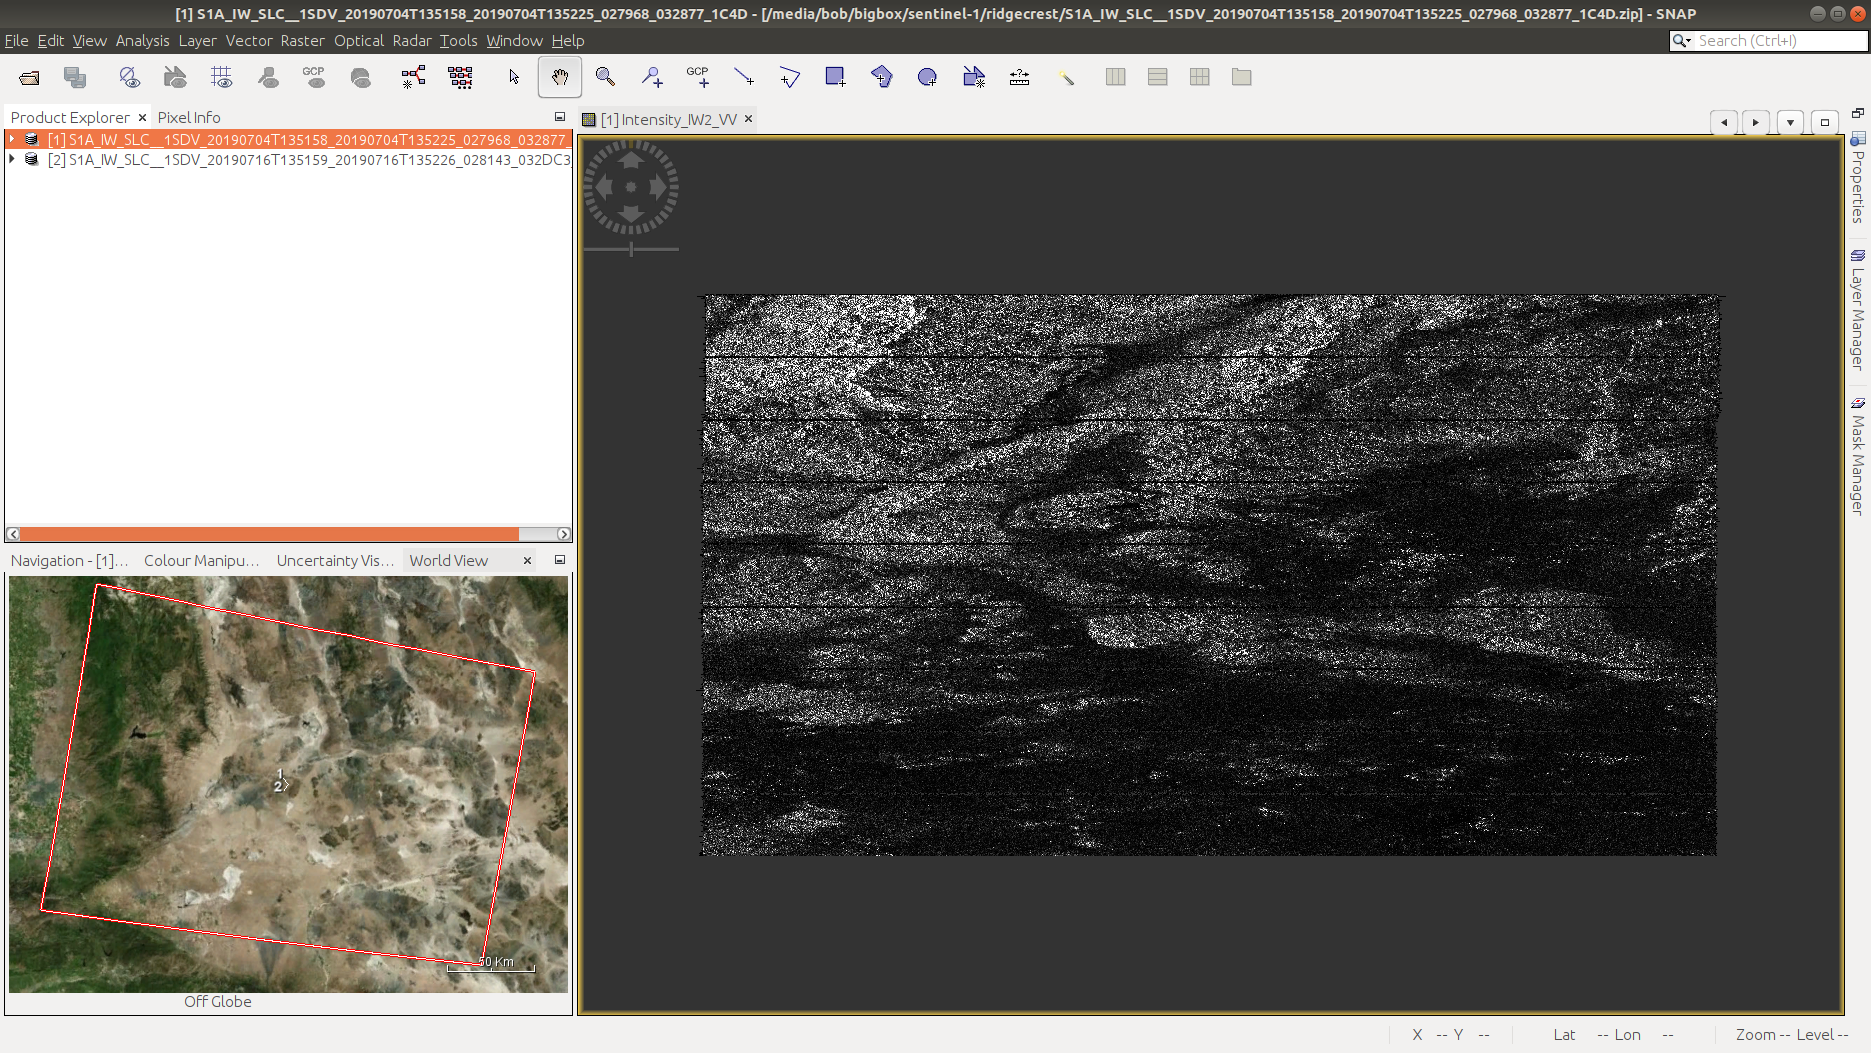 [1] S1A_IW_SLC__1SDV_20190704T135158_20190704T135225_027968_032877_1C4D - [/media/bob/bigbox/sentinel-1/ridgecrest/S1A_IW_SLC__1SDV_20190704T135158_20190704T135225_027968_032877_1C4D.zip] - SNAP
File Edit View Analysis Layer Vector Raster Optical Radar Tools Window Help
Search (Ctrl+I)
GCP
GCP
Product Explorer
Pixel Info
[1] Intensity_IW2_VV
[1] S1A_IW_SLC__1SDV_20190704T135158_20190704T135225_027968_032877_
[2] S1A_IW_SLC__1SDV_20190716T135159_20190716T135226_028143_032DC3
Properties
Layer Manager
Mask Manager
Navigation - [1]...
Colour Manipu...
Uncertainty Vis...
World View
1
2
50 Km
Off Globe
X -- Y -- Lat -- Lon -- Zoom -- Level --